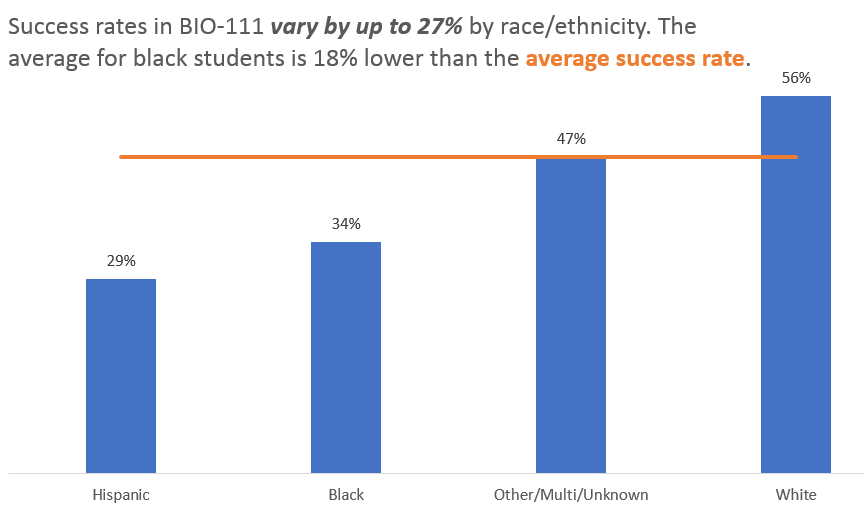 Success rates in BIO-111 vary by up to 27% by race/ethnicity. The
average for black students is 18% lower than the average success rate.
56%
47%
34%
29%
Hispanic Black Other/Multi/Unknown White